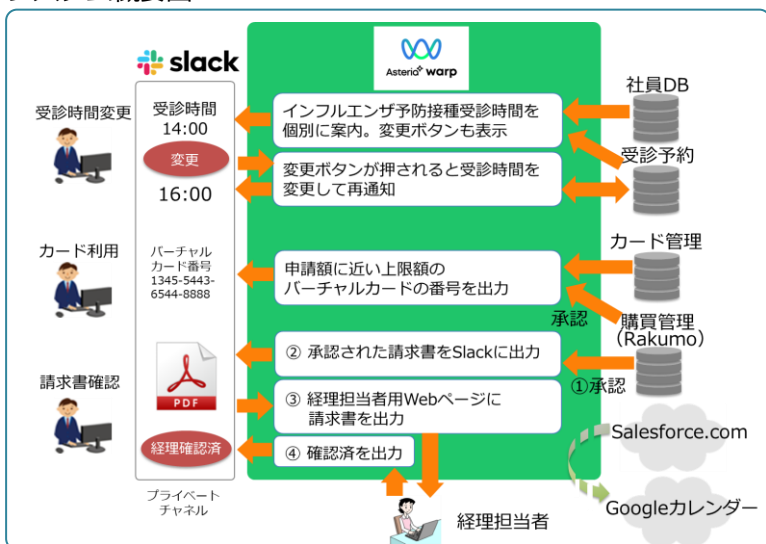 slack
Asteria warp
社員DB
受診時間変更
受診時間
14:00
変更
16:00
インフルエンザ予防接種受診時間を
個別に案内。変更ボタンも表示
受診予約
変更ボタンが押されると受診時間を
変更して再通知
カード管理
カード利用
バーチャル
カード番号
1345-5443-
6544-8888
申請額に近い上限額の
バーチャルカードの番号を出力
承認
購買管理
(Rakumo)
② 承認された請求書をSlackに出力
①承認
請求書確認
PDF
③ 経理担当者用Webページに
請求書を出力
経理確認済
④ 確認済を出力
Salesforce.com
Googleカレンダー
プライベート
チャネル
経理担当者